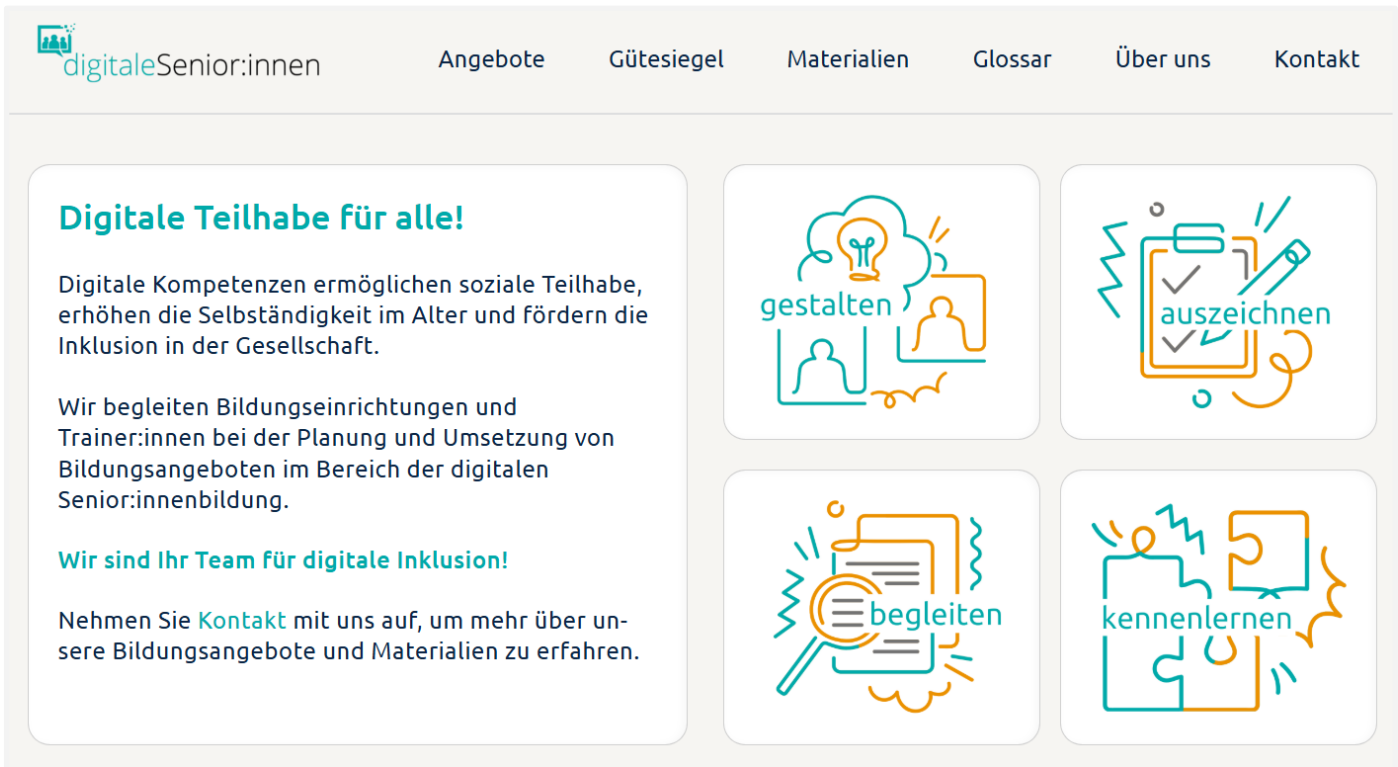 digitaleSenior:innen
Angebote
Gütesiegel
Materialien
Glossar
Über uns
Kontakt
Digitale Teilhabe für alle!
Digitale Kompetenzen ermöglichen soziale Teilhabe,
erhöhen die Selbständigkeit im Alter und fördern die
Inklusion in der Gesellschaft.
Wir begleiten Bildungseinrichtungen und
Trainer:innen bei der Planung und Umsetzung von
Bildungsangeboten im Bereich der digitalen
Senior:innenbildung.
Wir sind Ihr Team für digitale Inklusion!
Nehmen Sie Kontakt mit uns auf, um mehr über un-
sere Bildungsangebote und Materialien zu erfahren.
gestalten
auszeichnen
begleiten
kennenlernen